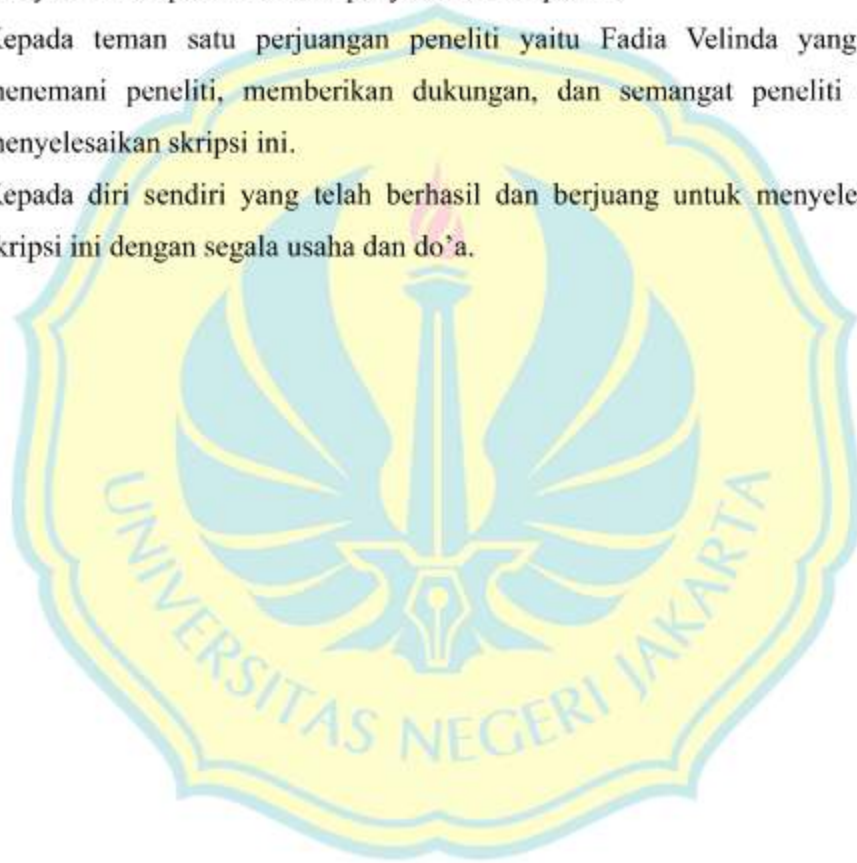 Kepada teman satu perjuangan peneliti yaitu Fadia Velinda yang
menemani peneliti, memberikan dukungan, dan semangat peneliti
menyelesaikan skripsi ini.
Kepada diri sendiri yang telah berhasil dan berjuang untuk menyele
kripsi ini dengan segala usaha dan do’a.
UNIVERSITAS NEGERI JAKARTA